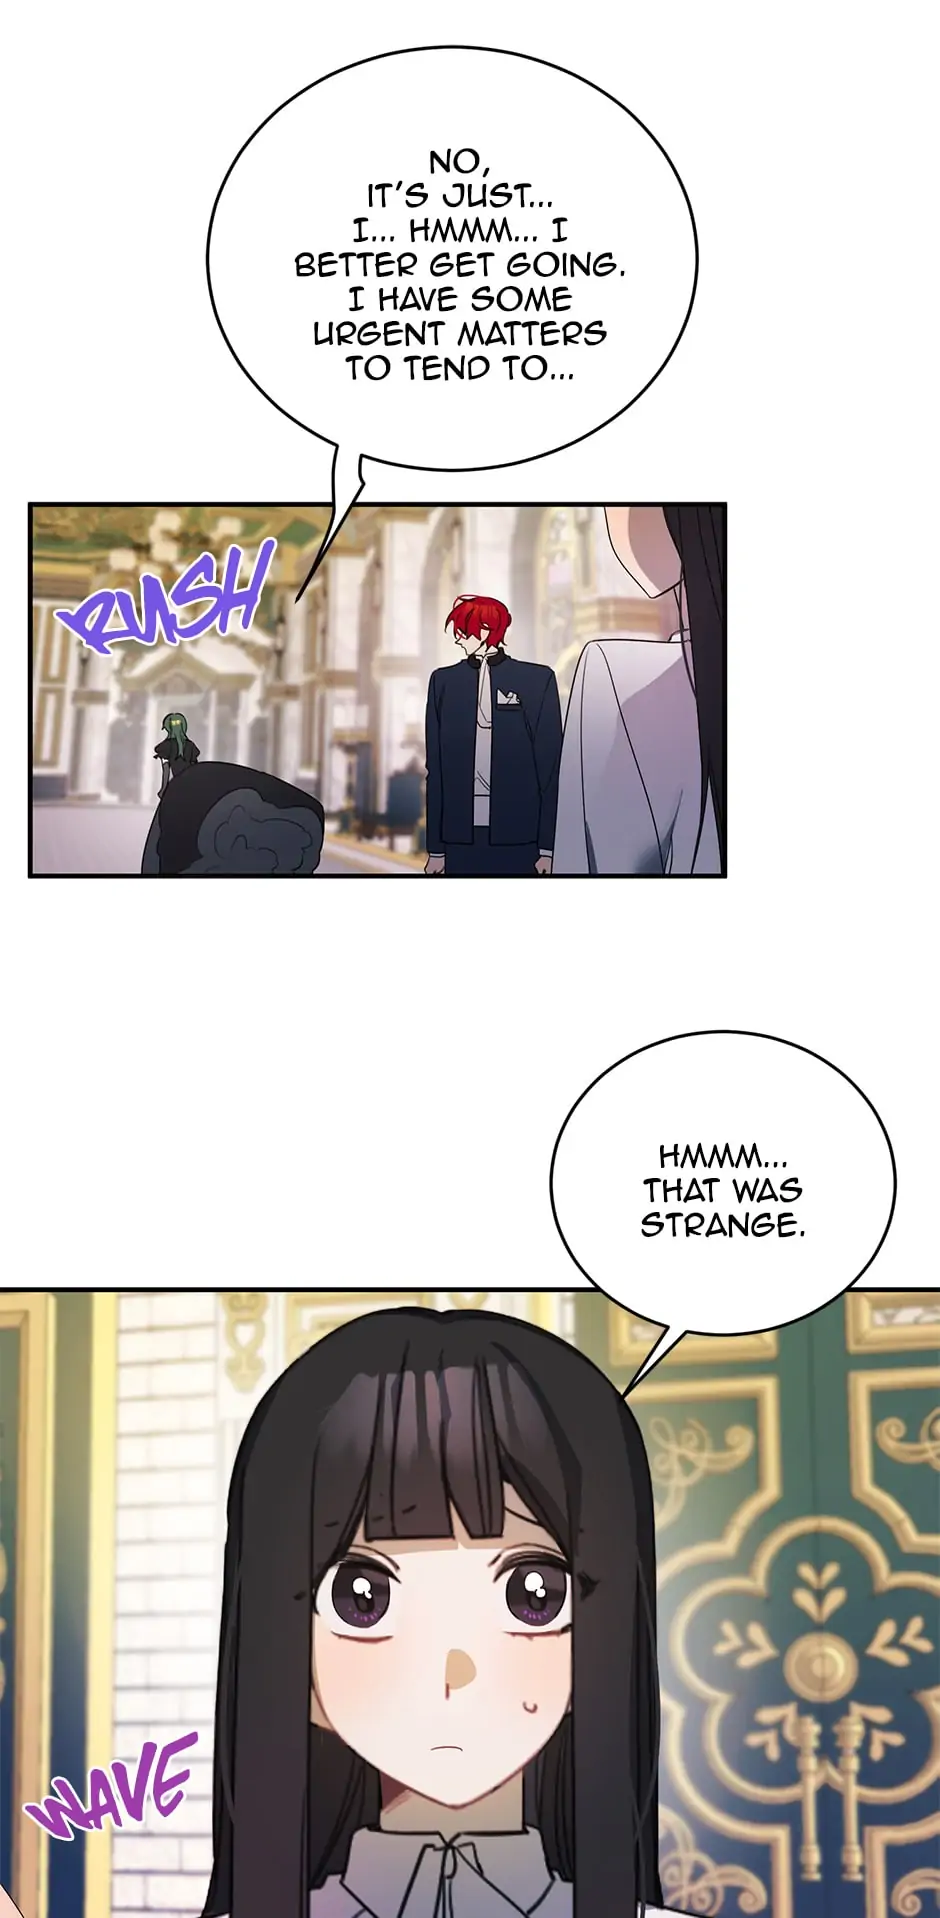 NO,
IT'S JUST...
I... HMMM... I
BETTER GET GOING.
I HAVE SOME
URGENT MATTERS
TO TEND TO...
RUSH
HMMM...
THAT WAS
STRANGE.
WAVE